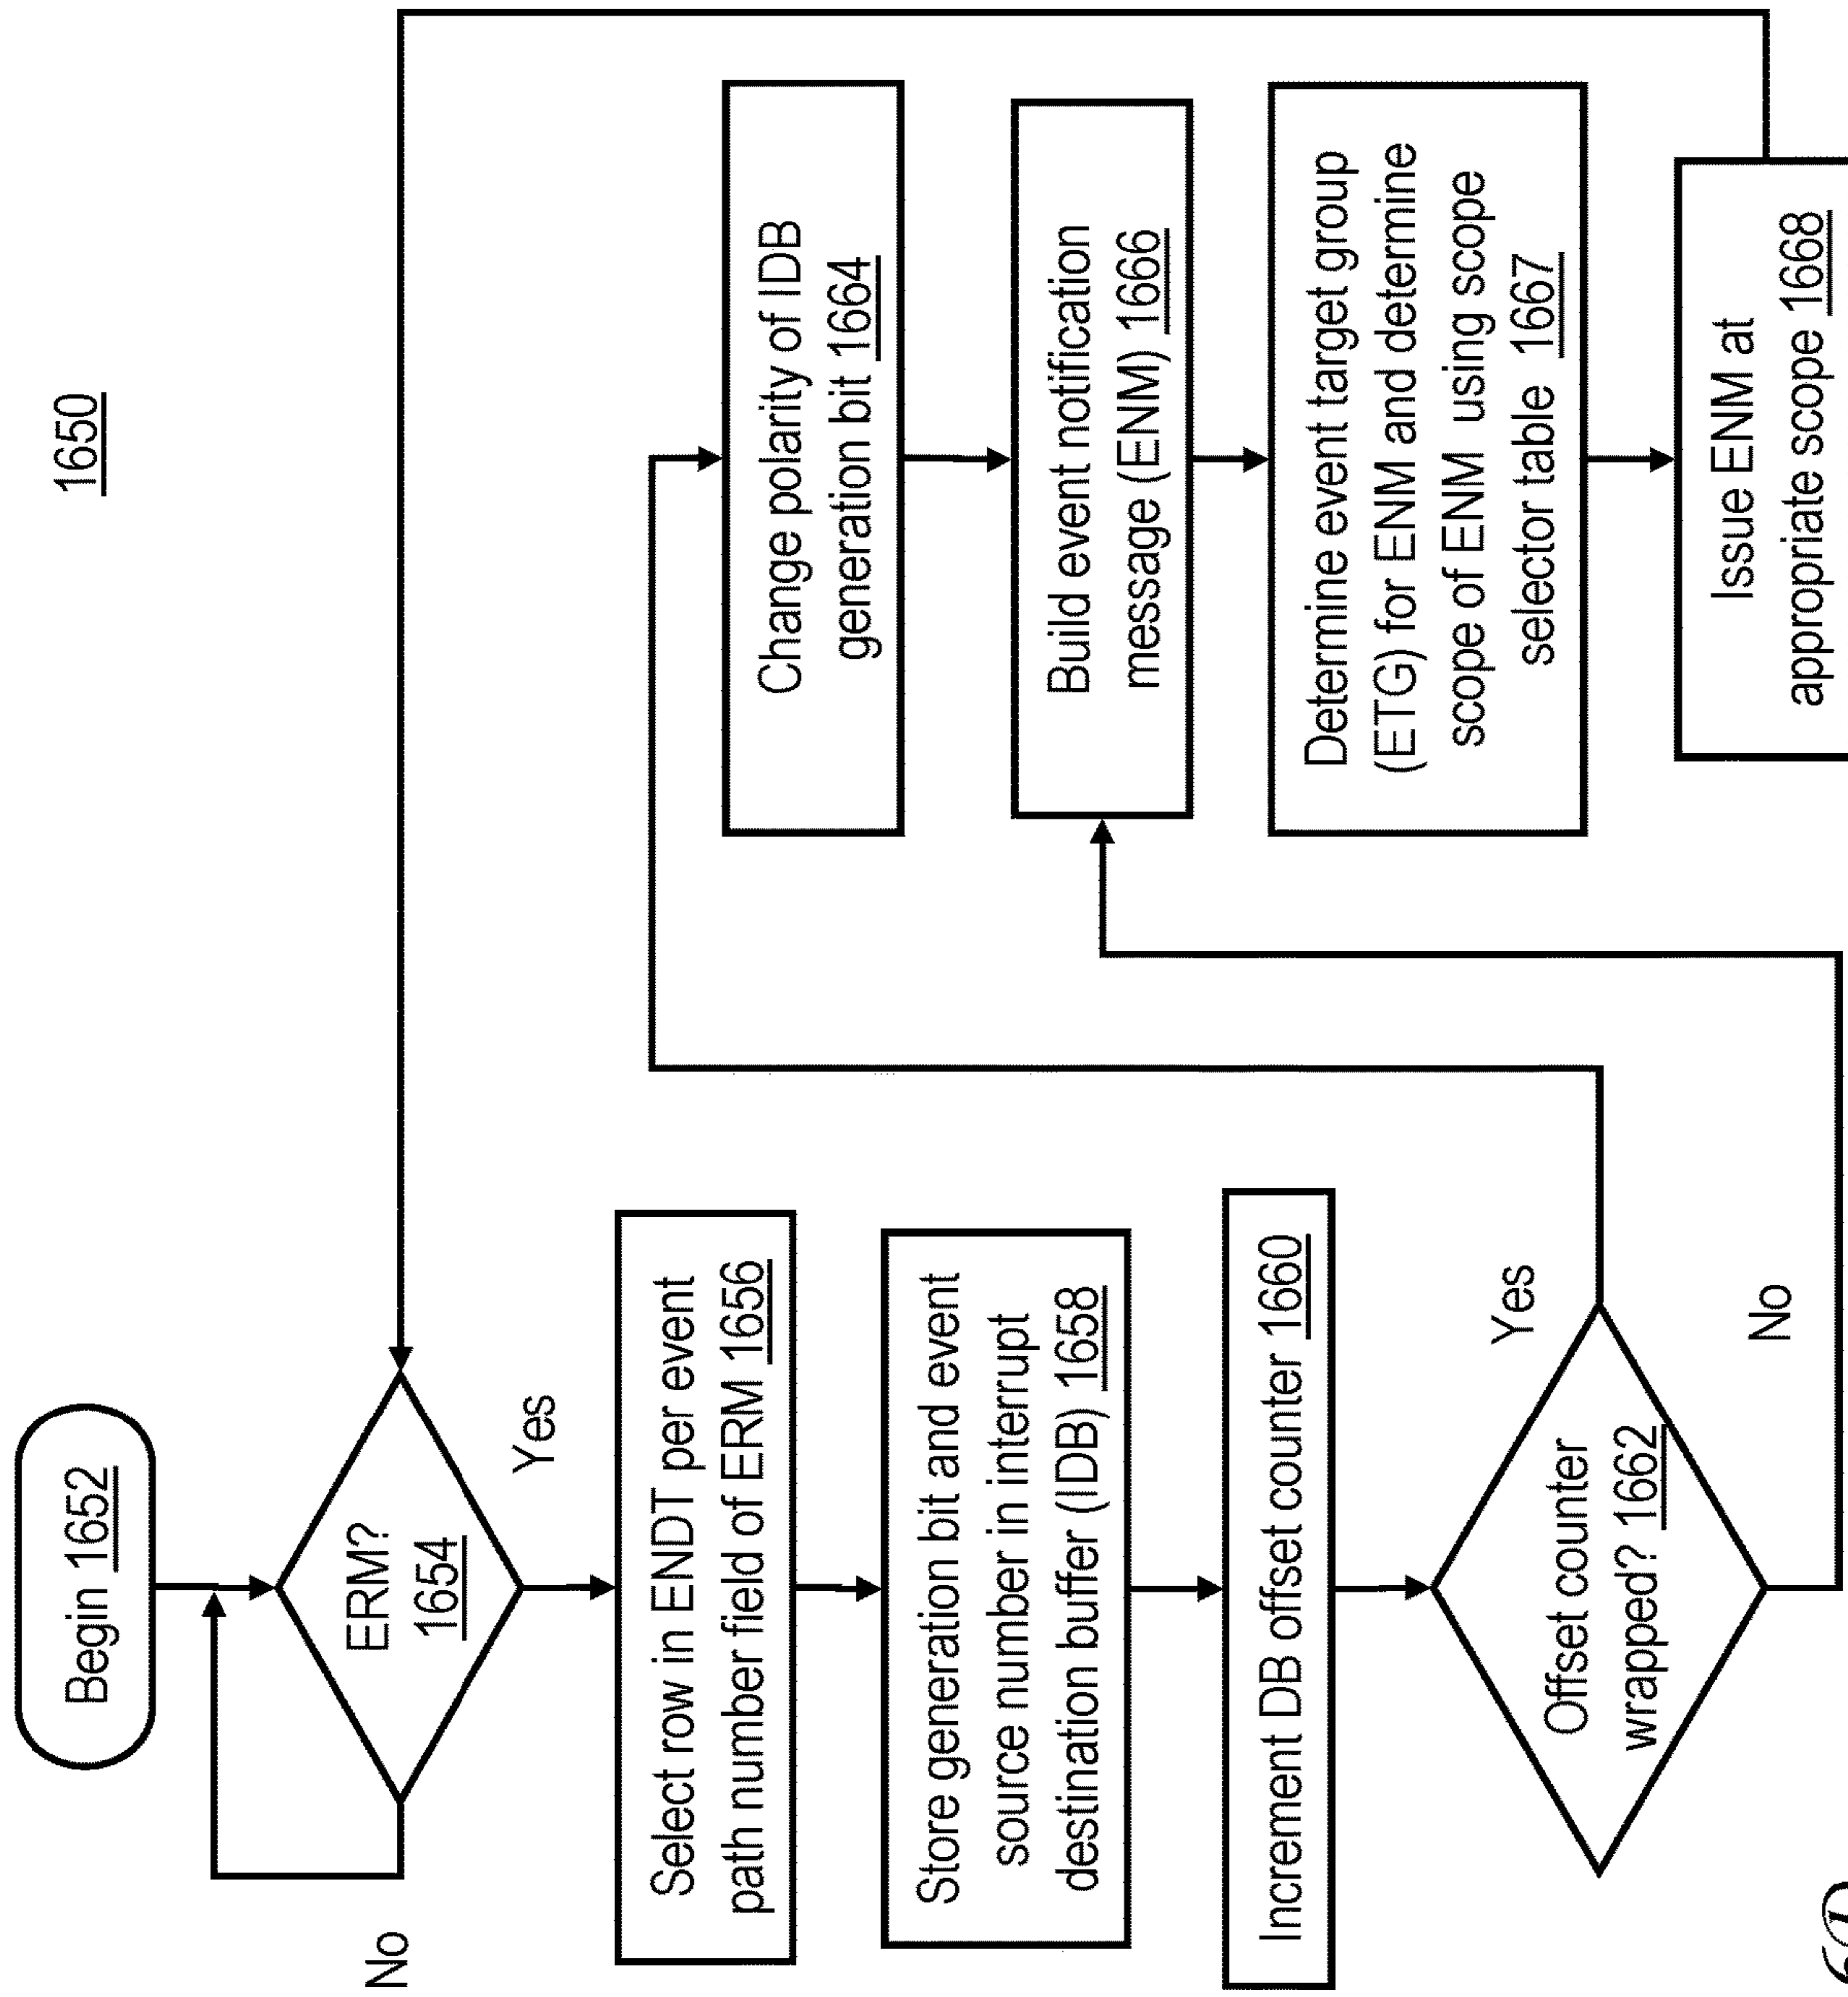 1650
Begin 1652
ERM?
1654
No
Yes
Select row in ENDT per event
path number field of ERM 1656
Store generation bit and event
source number in interrupt
destination buffer (IDB) 1658
Increment DB offset counter 1660
Offset counter
wrapped? 1662
Yes
No
Change polarity of IDB
generation bit 1664
Build event notification
message (ENM) 1666
Determine event target group
(ETG) for ENM and determine
scope of ENM using scope
selector table 1667
Issue ENM at
appropriate scope 1668